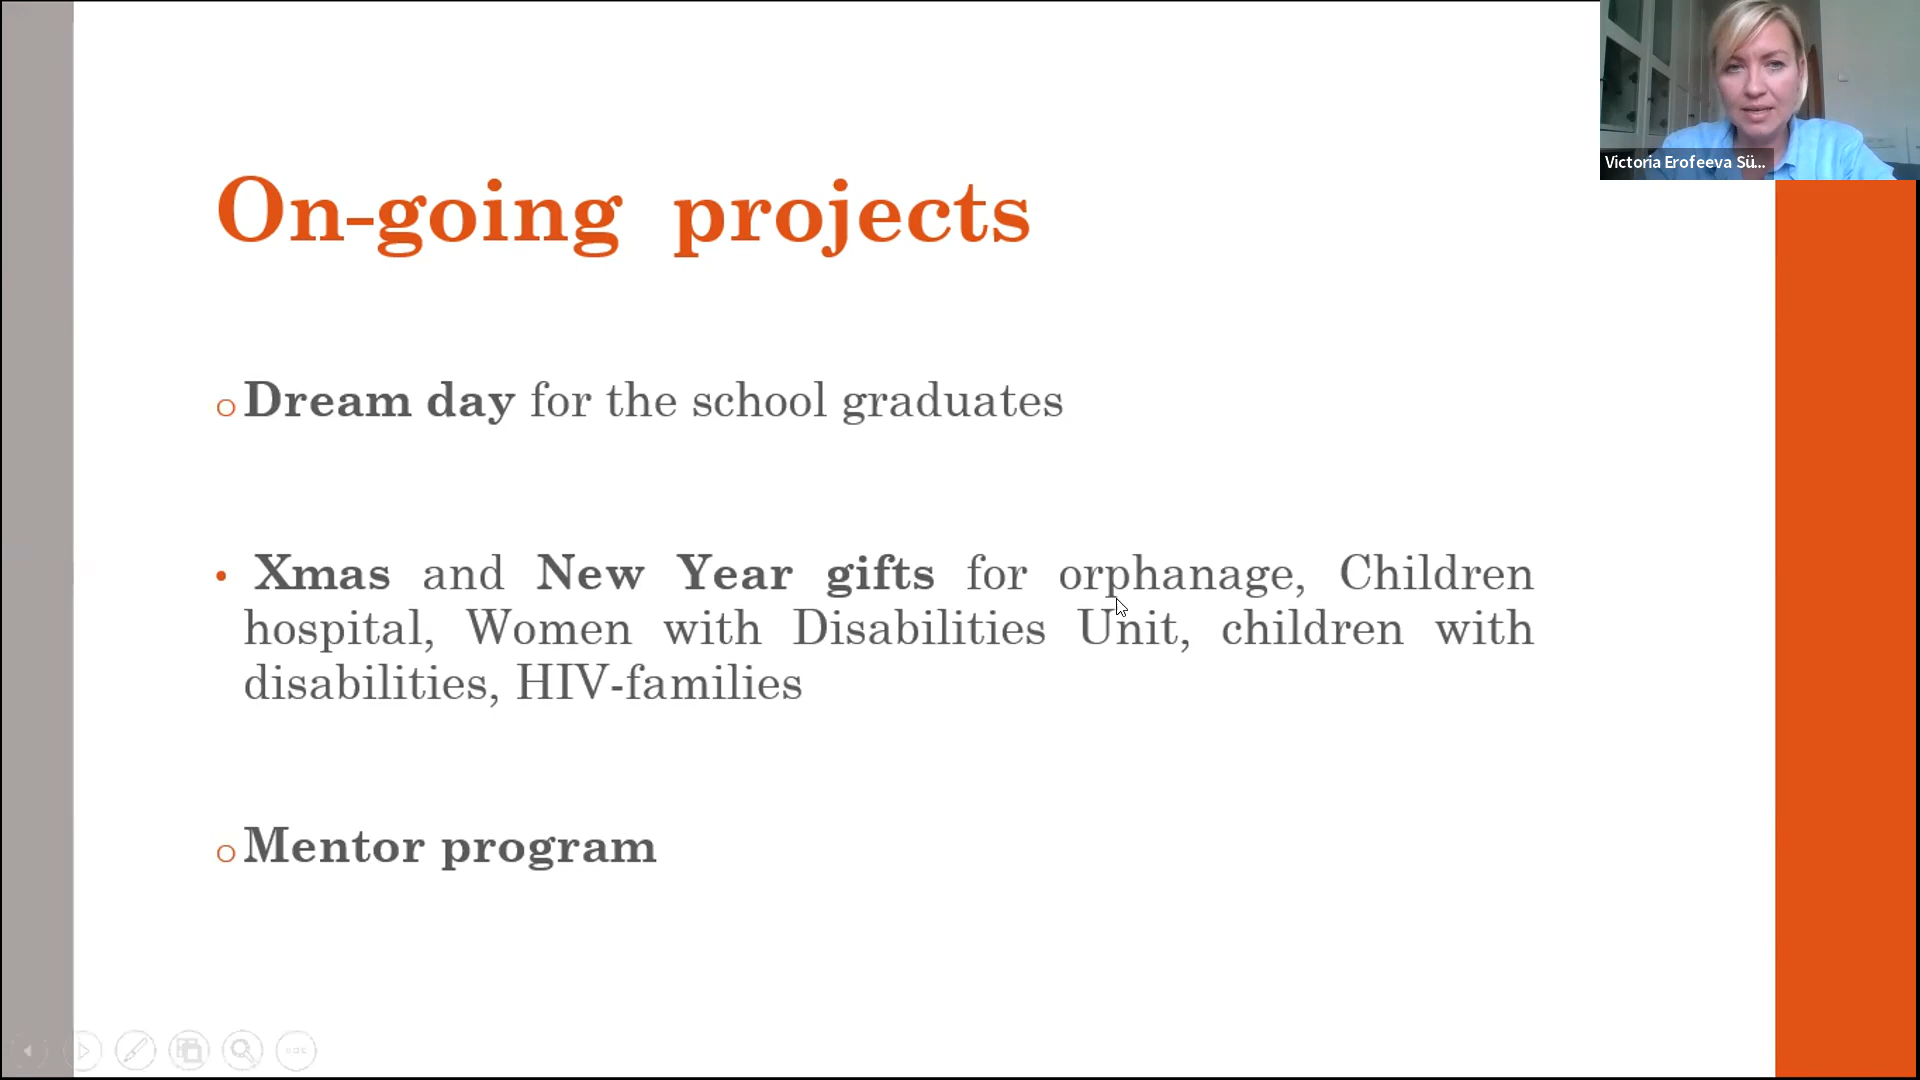 Victoria Erofeeva Sü...
On-going projects
Dream day for the school graduates
Xmas and New Year gifts for orphanage, Children
hospital, Women with Disabilities Unit, children with
disabilities, HIV-families
Mentor program